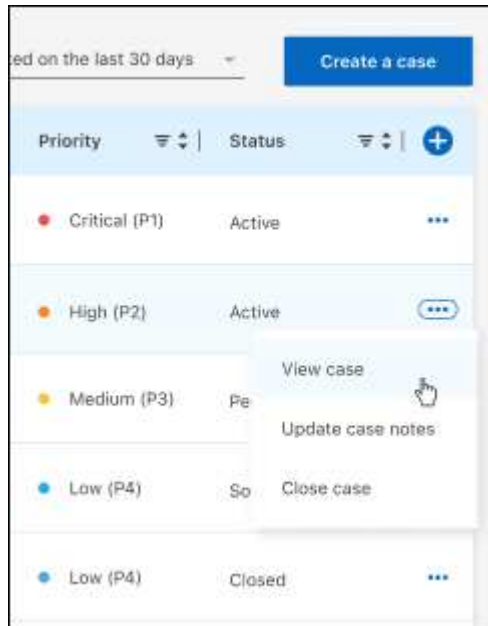 ted on the last 30 days
Create a case
Priority Status
Critical (P1) Active
High (P2) Active
View case
Medium (P3) Pe
Update case notes
Low (P4) So
Close case
Low (P4) Closed